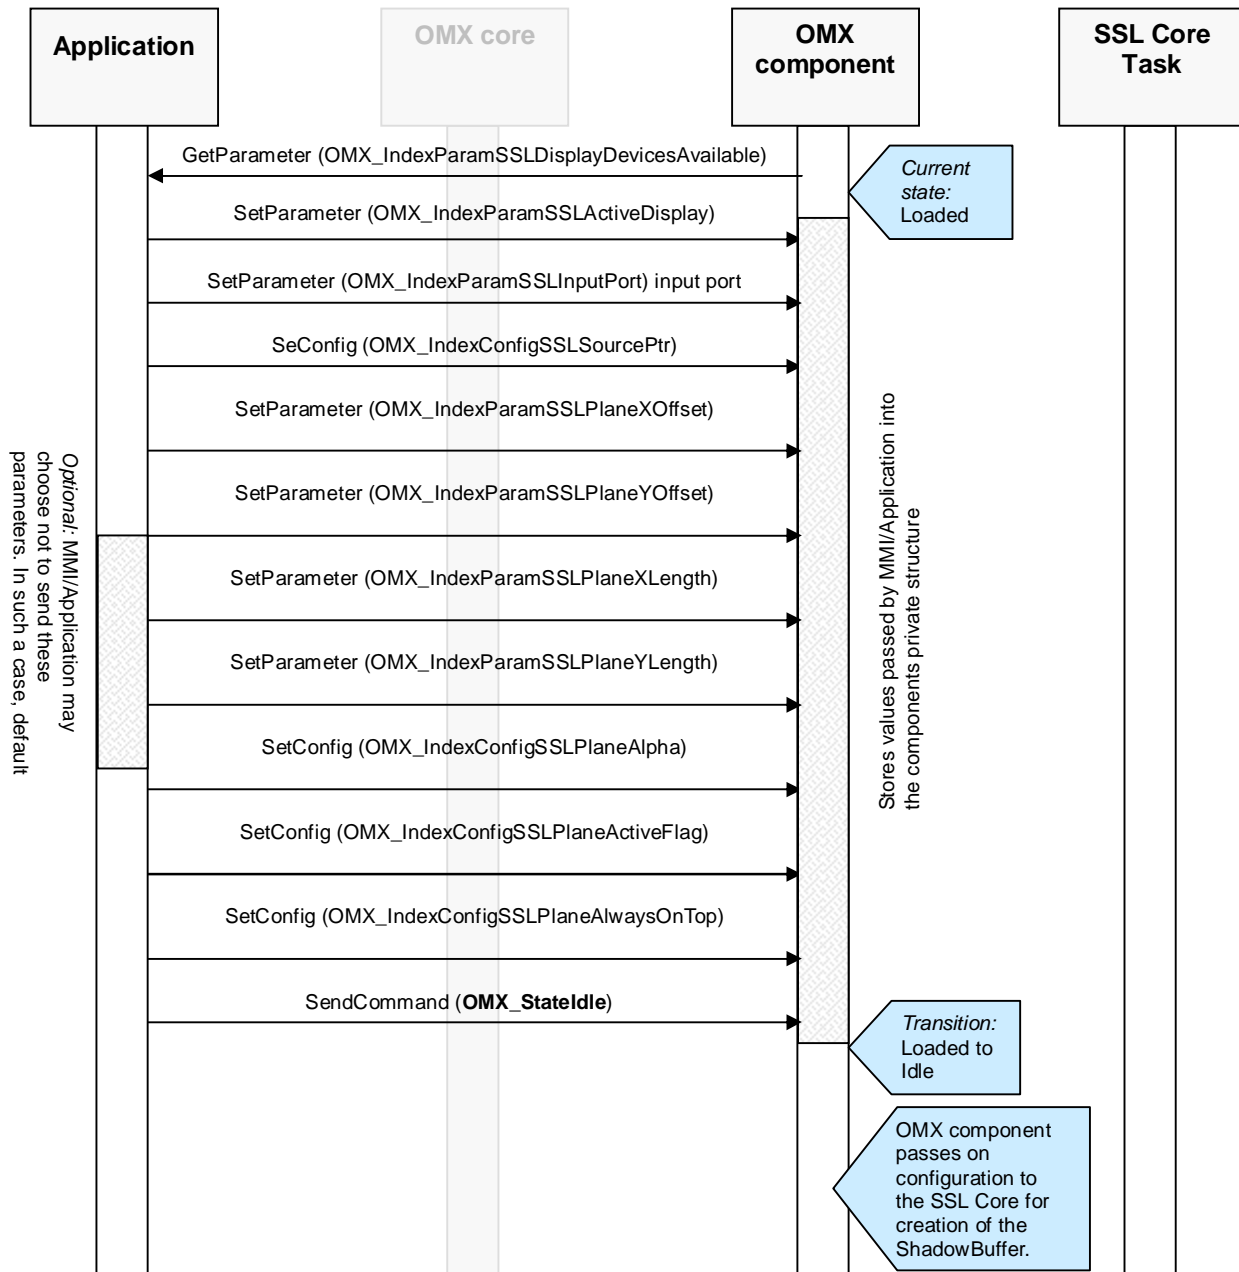 Application
OMX core
OMX
component
SSL Core
Task
GetParameter (OMX_IndexParamSSLDisplayDevicesAvailable)
Current
state:
Loaded
SetParameter (OMX_IndexParamSSLActiveDisplay)
SetParameter (OMX_IndexParamSSLInputPort) input port
SeConfig (OMX_IndexConfigSSLSourcePtr)
SetParameter (OMX_IndexParamSSLPlaneXOffset)
SetParameter (OMX_IndexParamSSLPlaneYOffset)
SetParameter (OMX_IndexParamSSLPlaneXLength)
SetParameter (OMX_IndexParamSSLPlaneYLength)
SetConfig (OMX_IndexConfigSSLPlaneAlpha)
SetConfig (OMX_IndexConfigSSLPlaneActiveFlag)
SetConfig (OMX_IndexConfigSSLPlaneAlwaysOnTop)
SendCommand (OMX_StateIdle)
Optional: MMI/Application may
choose not to send these
parameters. In such a case, default
Stores values passed by MMI/Application into
the components private structure
Transition:
Loaded to
Idle
OMX component
passes on
configuration to
the SSL Core for
creation of the
ShadowBuffer.